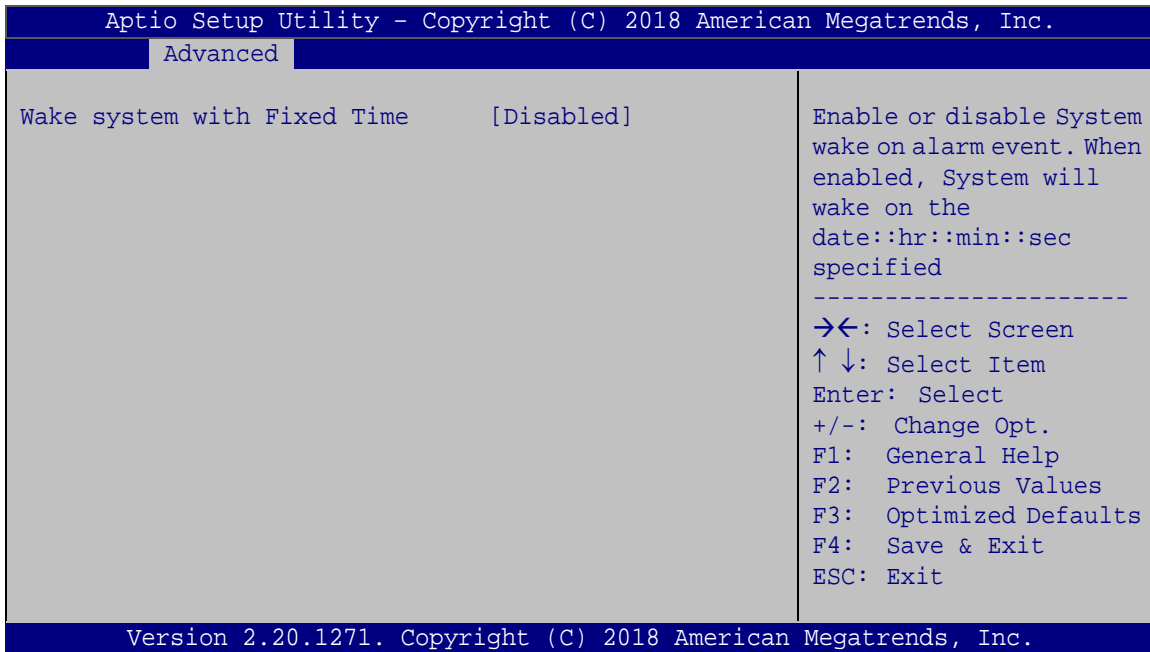 Aptio Setup Utility – Copyright (C) 2018 American Megatrends, Inc.
Advanced
Wake system with Fixed Time [Disabled]
Enable or disable System
wake on alarm event. When
enabled, System will
wake on the
date::hr::min::sec
specified
----------------------
→←: Select Screen
↑ ↓: Select Item
Enter: Select
+/-: Change Opt.
F1: General Help
F2: Previous Values
F3: Optimized Defaults
F4: Save & Exit
ESC: Exit
Version 2.20.1271. Copyright (C) 2018 American Megatrends, Inc.